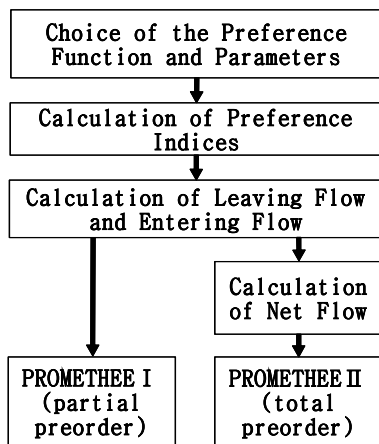 Choice of the Preference
Function and Parameters
Calculation of Preference
Indices
Calculation of Leaving Flow
and Entering Flow
Calculation
of Net Flow
PROMETHEE I
(partial
preorder)
PROMETHEE II
(total
preorder)